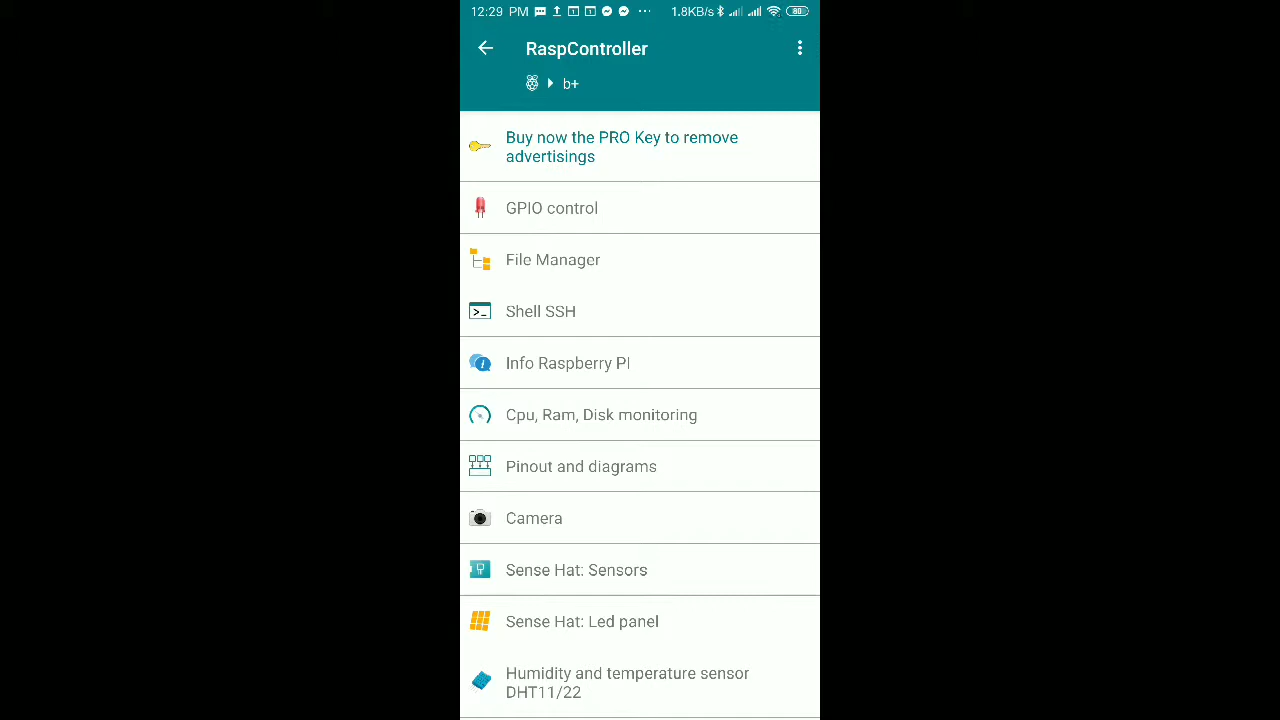 12:29 PM 1.8KB/s 80
RaspController
b+
Buy now the PRO Key to remove
advertisings
GPIO control
File Manager
Shell SSH
Info Raspberry PI
Cpu, Ram, Disk monitoring
Pinout and diagrams
Camera
Sense Hat: Sensors
Sense Hat: Led panel
Humidity and temperature sensor
DHT11/22